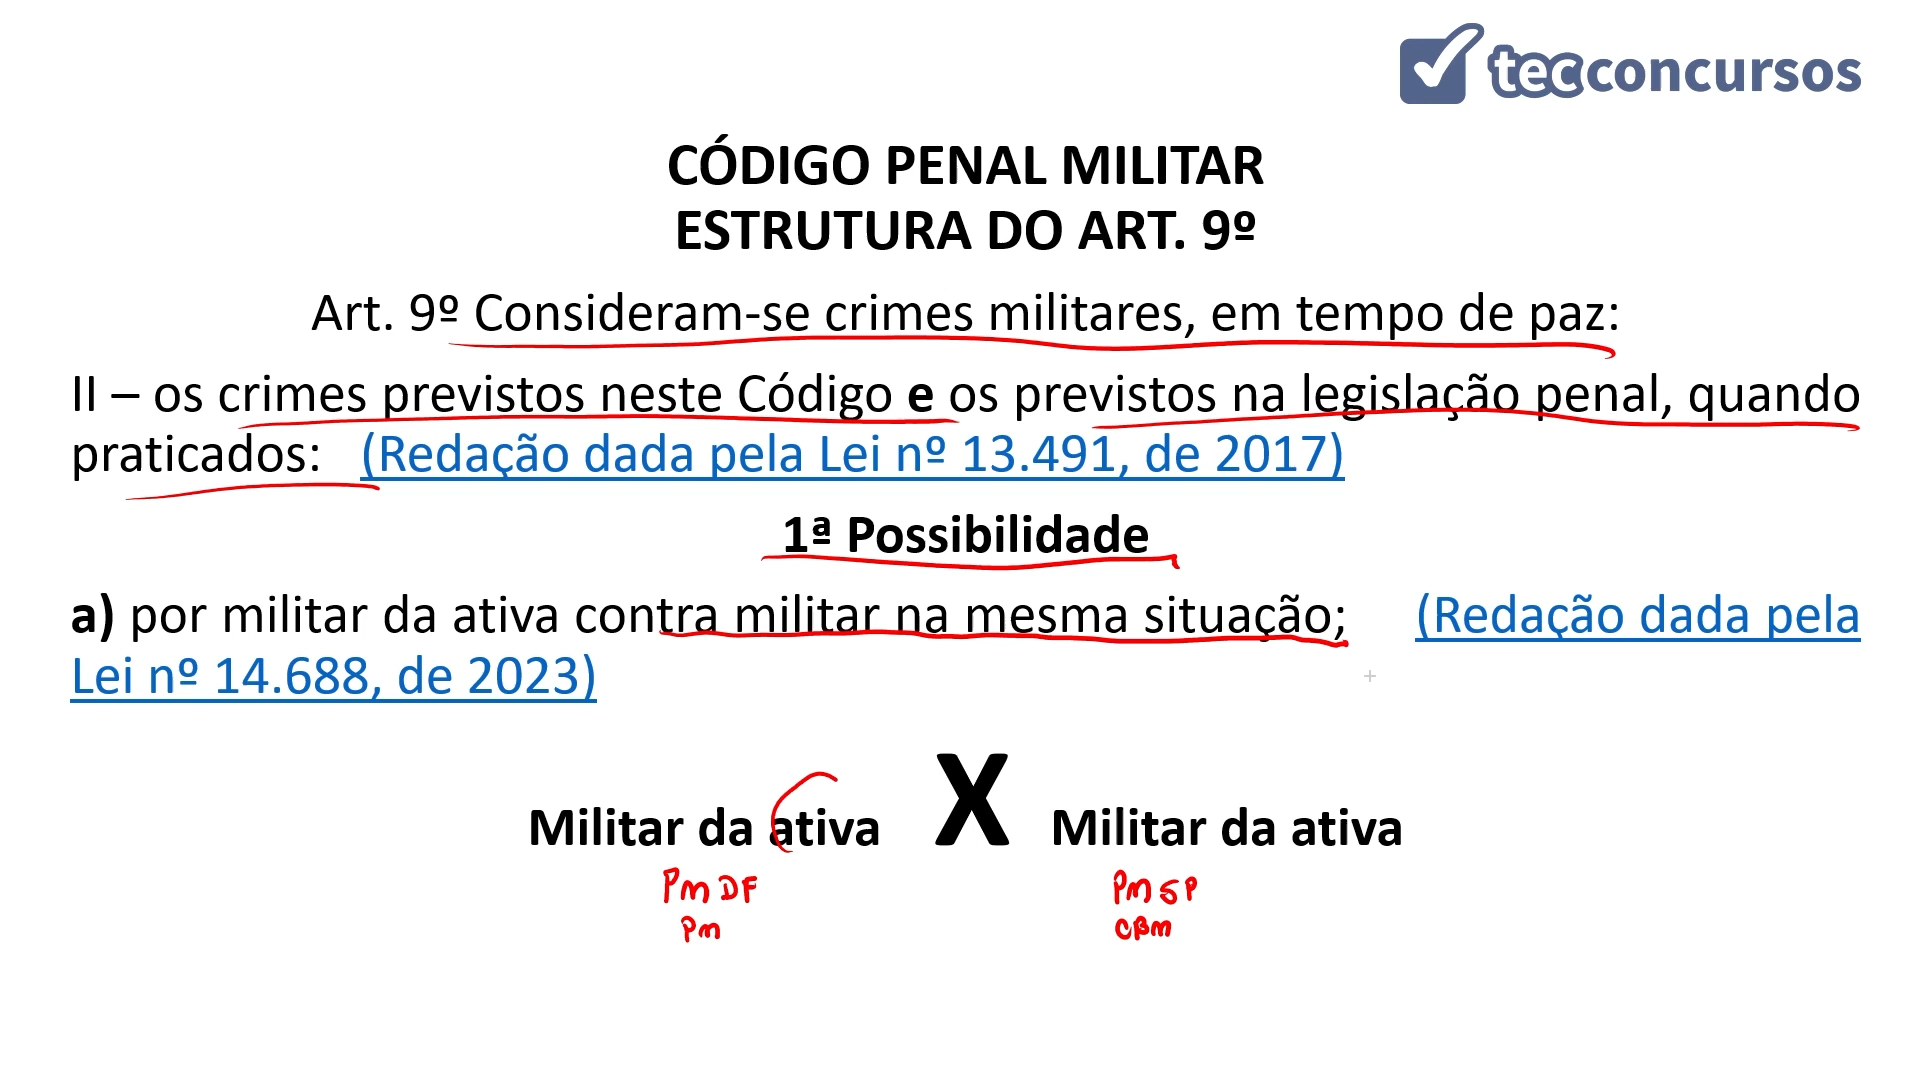 tecconcursos
CÓDIGO PENAL MILITAR
ESTRUTURA DO ART. 9º
Art. 9º Consideram-se crimes militares, em tempo de paz:
II – os crimes previstos neste Código e os previstos na legislação penal, quando
praticados: (Redação dada pela Lei nº 13.491, de 2017)
1ª Possibilidade
a) por militar da ativa contra militar na mesma situação; (Redação dada pela
Lei nº 14.688, de 2023)
Militar da ativa X Militar da ativa
PM DF PM SP
PM CBM